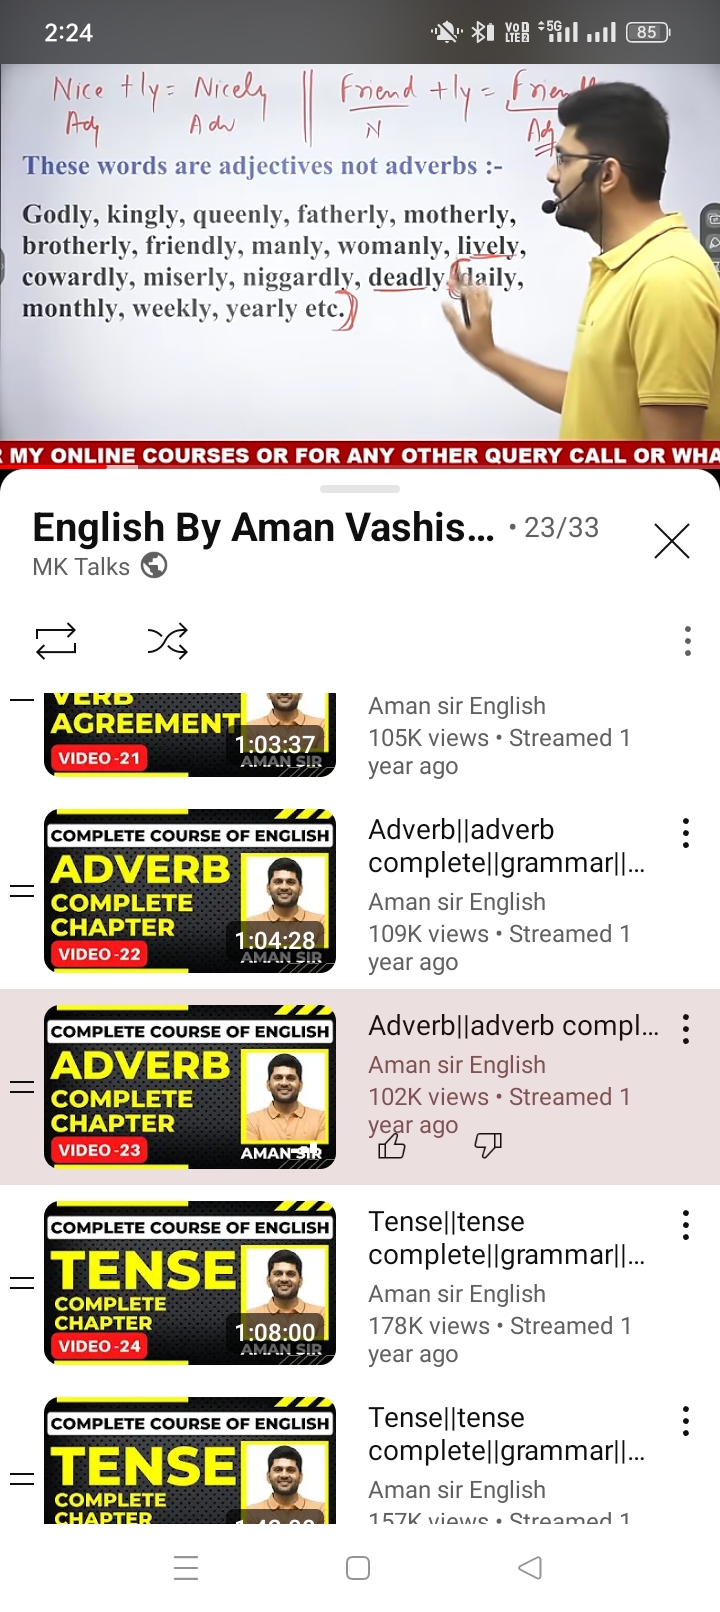 2:24
VoD LTE2 5G 85
Nice + ly = Nicely || Friend + ly =
Adj Adv N Adj
These words are adjectives not adverbs :-
Godly, kingly, queenly, fatherly, motherly,
brotherly, friendly, manly, womanly, lively,
cowardly, miserly, niggardly, deadly, daily,
monthly, weekly, yearly etc.
MY ONLINE COURSES OR FOR ANY OTHER QUERY CALL OR WHA
English By Aman Vashis... • 23/33
MK Talks
VERB
AGREEMENT
VIDEO -21
1:03:37
AMAN SIR
Aman sir English
105K views • Streamed 1
year ago
COMPLETE COURSE OF ENGLISH
ADVERB
COMPLETE
CHAPTER
VIDEO -22
1:04:28
AMAN SIR
Adverb||adverb
complete||grammar||...
Aman sir English
109K views • Streamed 1
year ago
COMPLETE COURSE OF ENGLISH
ADVERB
COMPLETE
CHAPTER
VIDEO -23
AMAN SIR
Adverb||adverb compl...
Aman sir English
102K views • Streamed 1
year ago
COMPLETE COURSE OF ENGLISH
TENSE
COMPLETE
CHAPTER
VIDEO -24
1:08:00
AMAN SIR
Tense||tense
complete||grammar||...
Aman sir English
178K views • Streamed 1
year ago
COMPLETE COURSE OF ENGLISH
TENSE
COMPLETE
CHAPTER
Tense||tense
complete||grammar||...
Aman sir English
157K views • Streamed 1